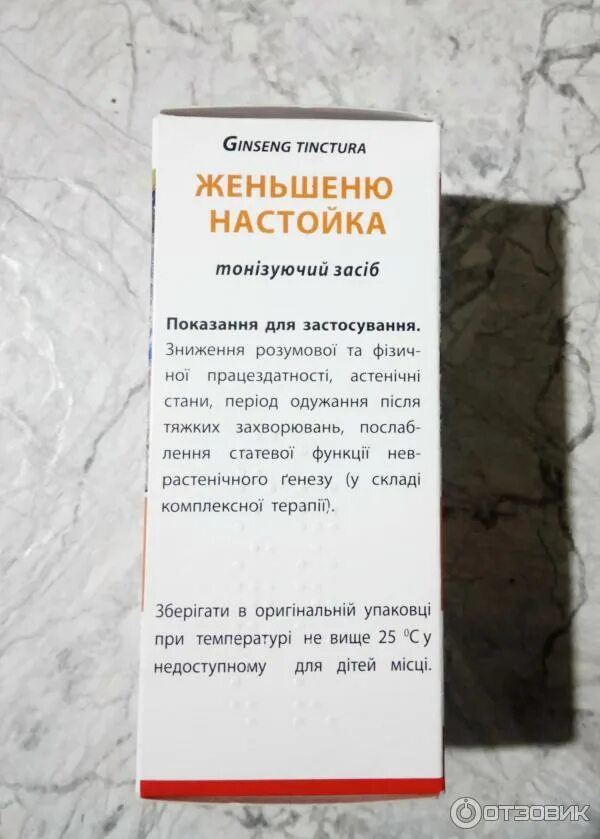 GINSENG TINCTURA
ЖЕНЬШЕНЮ
НАСТОЙКА
тонізуючий засіб
Показання для застосування.
Зниження розумової та фізич-
ної працездатності, астенічні
стани, період одужання після
тяжких захворювань, послаб-
лення статевої функції нев-
растенічного ґенезу (у складі
комплексної терапії).
Зберігати в оригінальній упаковці
при температурі не вище 25 ⁰С у
недоступному для дітей місці.
ОТЗОВИК